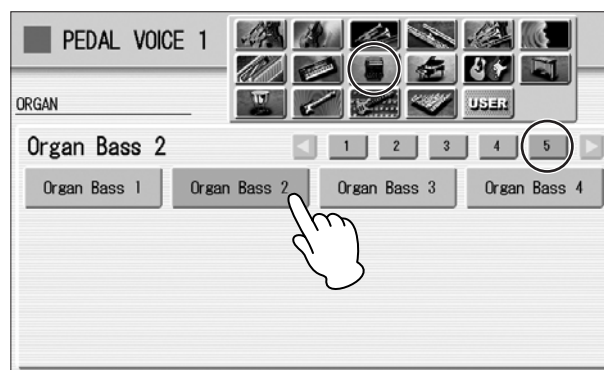 PEDAL VOICE 1
USER
ORGAN
Organ Bass 2
1 2 3 4 5
Organ Bass 1 Organ Bass 2 Organ Bass 3 Organ Bass 4